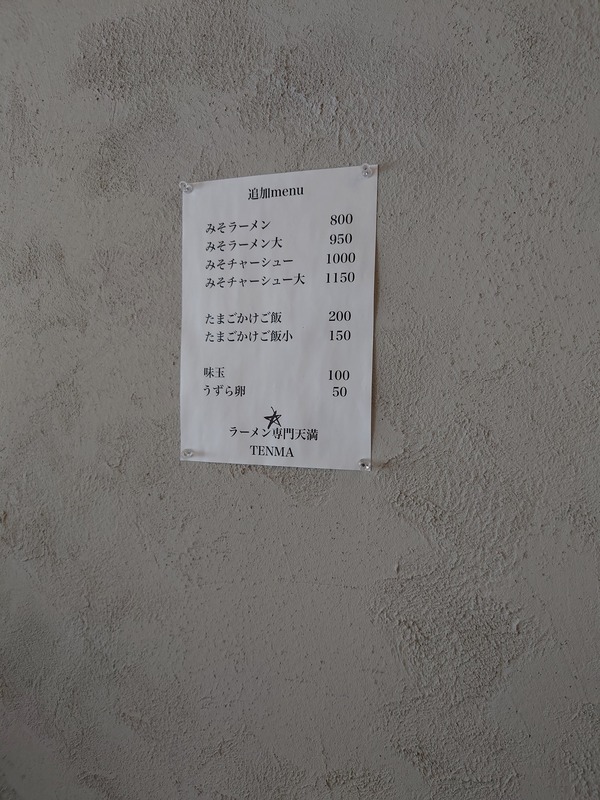 追加menu
みそラーメン 800
みそラーメン大 950
みそチャーシュー 1000
みそチャーシュー大 1150
たまごかけご飯 200
たまごかけご飯小 150
味玉 100
うずら卵 50
ラーメン専門天満
TENMA